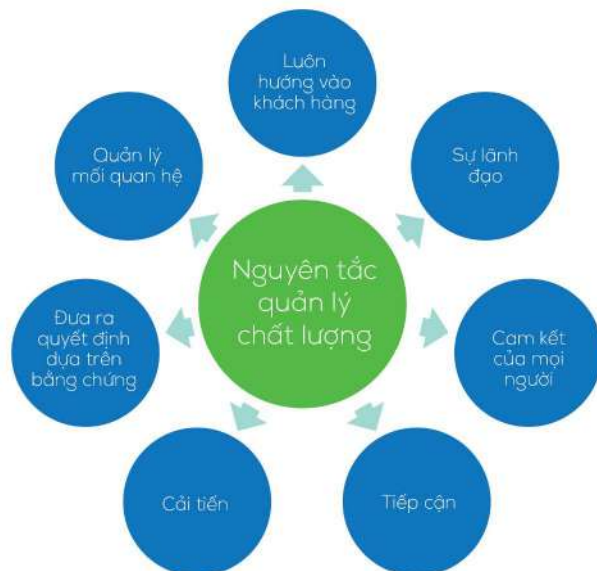 Luôn
hướng vào
khách hàng
Quản lý
mối quan hệ
Sự lãnh
đạo
Nguyên tắc
quản lý
chất lượng
Đưa ra
quyết định
dựa trên
bằng chứng
Cam kết
của mọi
người
Cải tiến
Tiếp cận